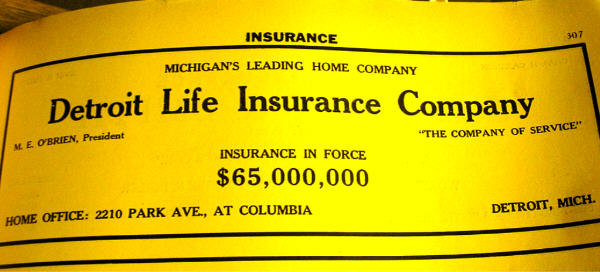 INSURANCE
307
MICHIGAN'S LEADING HOME COMPANY
Detroit Life Insurance Company
M. E. O'BRIEN, President
"THE COMPANY OF SERVICE"
INSURANCE IN FORCE
$65,000,000
HOME OFFICE: 2210 PARK AVE., AT COLUMBIA
DETROIT, MICH.